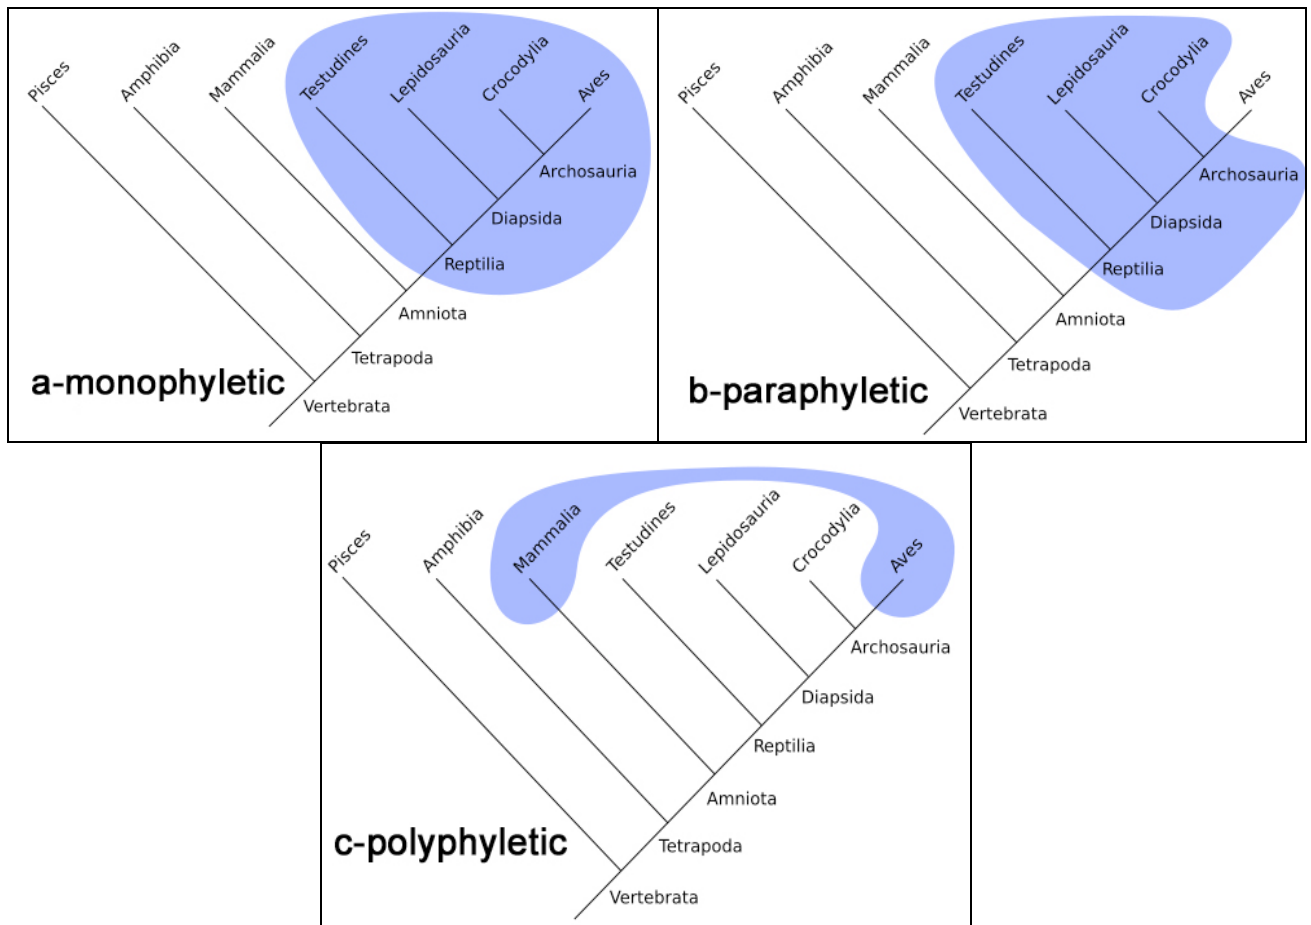 Pisces
Amphibia
Mammalia
Testudines
Lepidosauria
Crocodylia
Aves
Archosauria
Diapsida
Reptilia
Amniota
Tetrapoda
Vertebrata
a-monophyletic
Pisces
Amphibia
Mammalia
Testudines
Lepidosauria
Crocodylia
Aves
Archosauria
Diapsida
Reptilia
Amniota
Tetrapoda
Vertebrata
b-paraphyletic
Pisces
Amphibia
Mammalia
Testudines
Lepidosauria
Crocodylia
Aves
Archosauria
Diapsida
Reptilia
Amniota
Tetrapoda
Vertebrata
c-polyphyletic